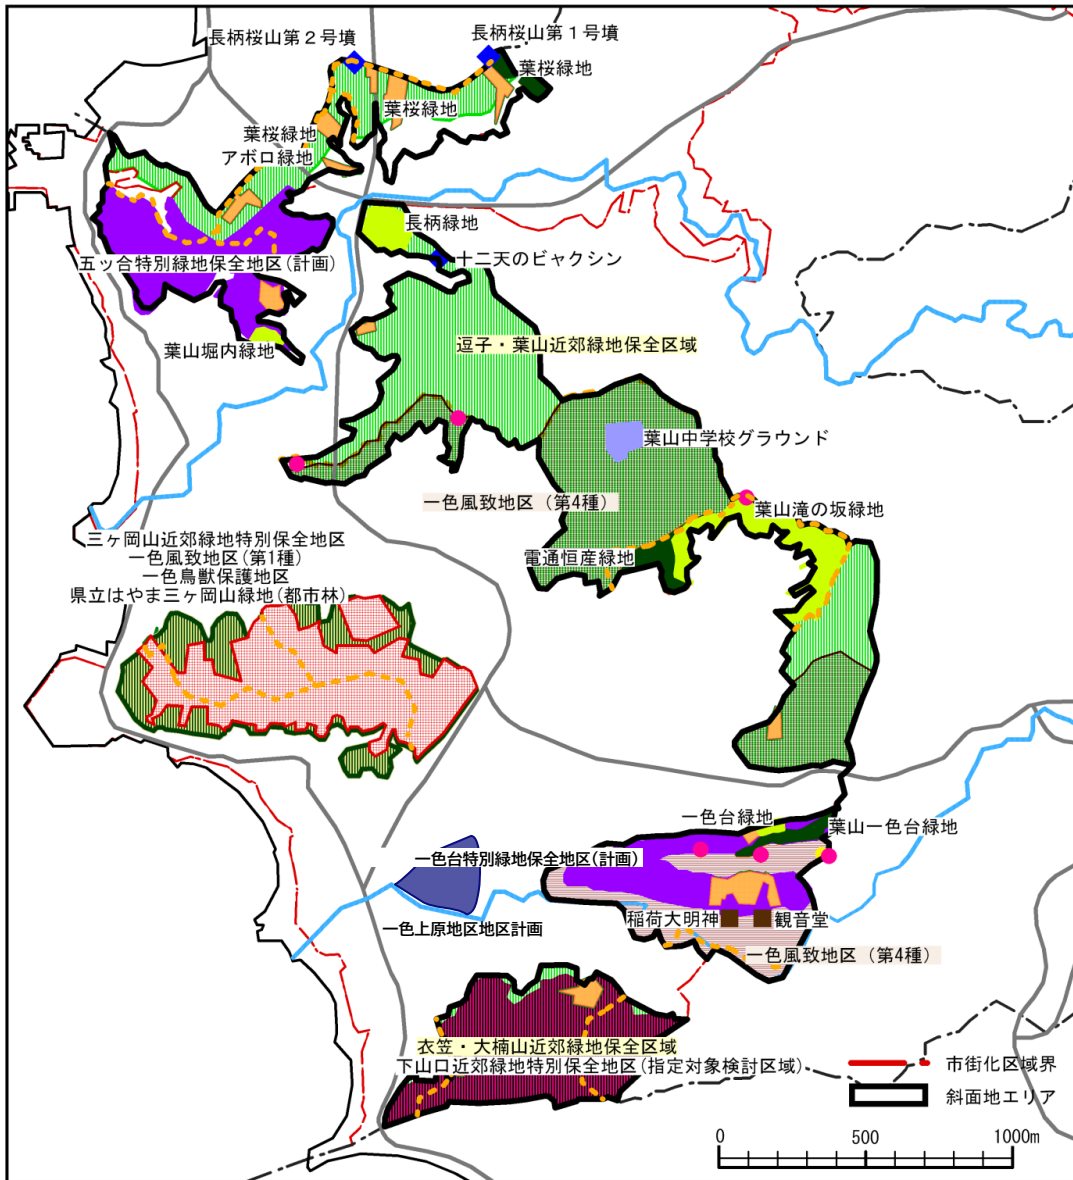 長柄桜山第２号墳
長柄桜山第１号墳
葉桜緑地
葉桜緑地
葉桜緑地
アポロ緑地
長柄緑地
十二天のビャクシン
五ッ合特別緑地保全地区(計画)
葉山堀内緑地
逗子・葉山近郊緑地保全区域
葉山中学校グラウンド
一色風致地区（第4種）
葉山滝の坂緑地
電通恒産緑地
三ヶ岡山近郊緑地特別保全地区
一色風致地区(第1種)
一色鳥獣保護地区
県立はやま三ヶ岡山緑地(都市林)
一色台緑地
葉山一色台緑地
一色台特別緑地保全地区(計画)
一色上原地区地区計画
稲荷大明神
観音堂
一色風致地区（第4種）
衣笠・大楠山近郊緑地保全区域
下山口近郊緑地特別保全地区(指定対象検討区域)
市街化区域界
斜面地エリア
0 500 1000m